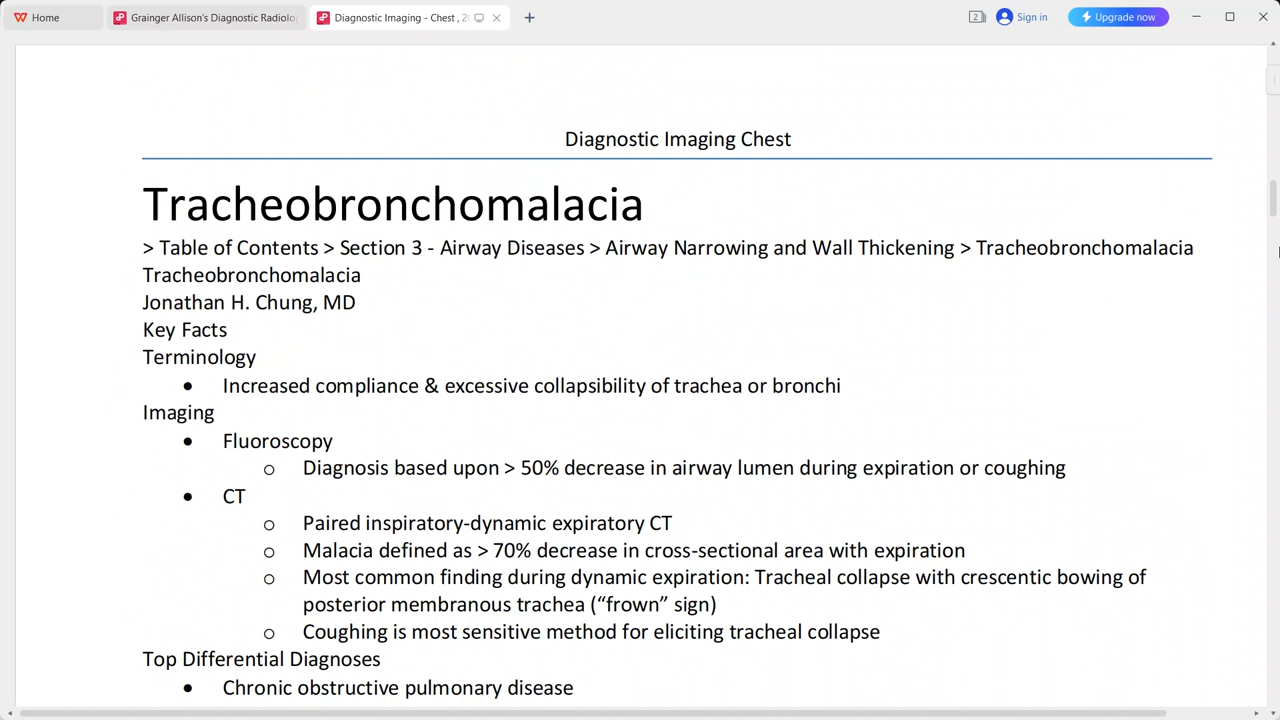 Home
Grainger Allison's Diagnostic Radiolo
Diagnostic Imaging - Chest , 20
2
Sign in
Upgrade now
Diagnostic Imaging Chest
Tracheobronchomalacia
> Table of Contents > Section 3 - Airway Diseases > Airway Narrowing and Wall Thickening > Tracheobronchomalacia
Tracheobronchomalacia
Jonathan H. Chung, MD
Key Facts
Terminology
• Increased compliance & excessive collapsibility of trachea or bronchi
Imaging
• Fluoroscopy
o Diagnosis based upon > 50% decrease in airway lumen during expiration or coughing
• CT
o Paired inspiratory-dynamic expiratory CT
o Malacia defined as > 70% decrease in cross-sectional area with expiration
o Most common finding during dynamic expiration: Tracheal collapse with crescentic bowing of
posterior membranous trachea (“frown” sign)
o Coughing is most sensitive method for eliciting tracheal collapse
Top Differential Diagnoses
• Chronic obstructive pulmonary disease